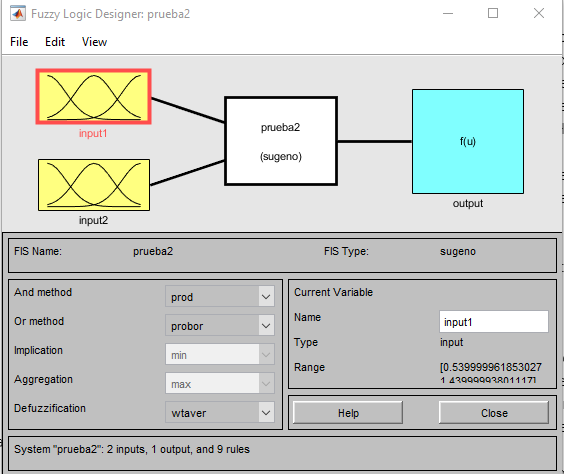 Fuzzy Logic Designer: prueba2
File Edit View
input1
input2
prueba2
(sugeno)
f(u)
output
FIS Name: prueba2 FIS Type: sugeno
And method prod
Or method probor
Implication min
Aggregation max
Defuzzification wtaver
Current Variable
Name input1
Type input
Range [0.539999961853027
1.43999993801117]
Help Close
System "prueba2": 2 inputs, 1 output, and 9 rules